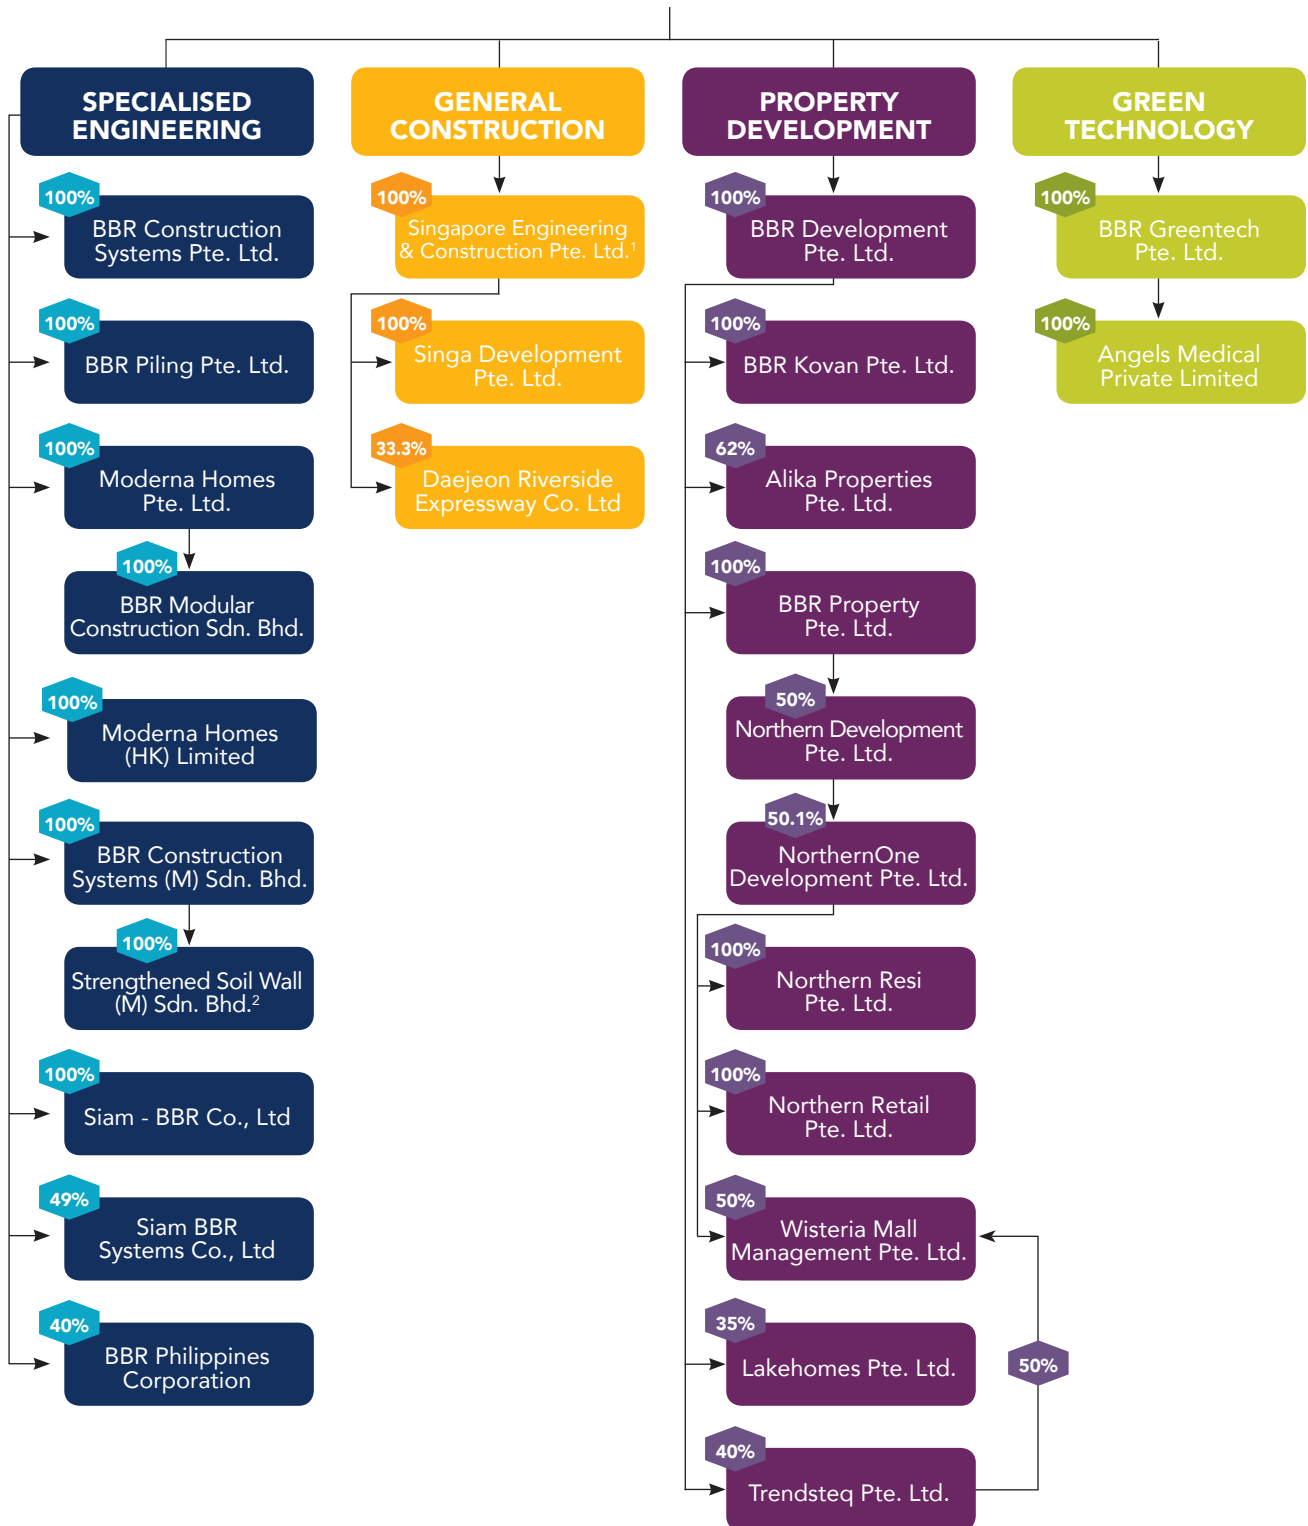 SPECIALISED
ENGINEERING
100%
BBR Construction
Systems Pte. Ltd.
100%
BBR Piling Pte. Ltd.
100%
Moderna Homes
Pte. Ltd.
100%
BBR Modular
Construction Sdn. Bhd.
100%
Moderna Homes
(HK) Limited
100%
BBR Construction
Systems (M) Sdn. Bhd.
100%
Strengthened Soil Wall
(M) Sdn. Bhd.²
100%
Siam - BBR Co., Ltd
49%
Siam BBR
Systems Co., Ltd
40%
BBR Philippines
Corporation
GENERAL
CONSTRUCTION
100%
Singapore Engineering
& Construction Pte. Ltd.¹
100%
Singa Development
Pte. Ltd.
33.3%
Daejeon Riverside
Expressway Co. Ltd
PROPERTY
DEVELOPMENT
100%
BBR Development
Pte. Ltd.
100%
BBR Kovan Pte. Ltd.
62%
Alika Properties
Pte. Ltd.
100%
BBR Property
Pte. Ltd.
50%
Northern Development
Pte. Ltd.
50.1%
NorthernOne
Development Pte. Ltd.
100%
Northern Resi
Pte. Ltd.
100%
Northern Retail
Pte. Ltd.
50%
Wisteria Mall
Management Pte. Ltd.
35%
Lakehomes Pte. Ltd.
50%
40%
Trendsteq Pte. Ltd.
GREEN
TECHNOLOGY
100%
BBR Greentech
Pte. Ltd.
100%
Angels Medical
Private Limited